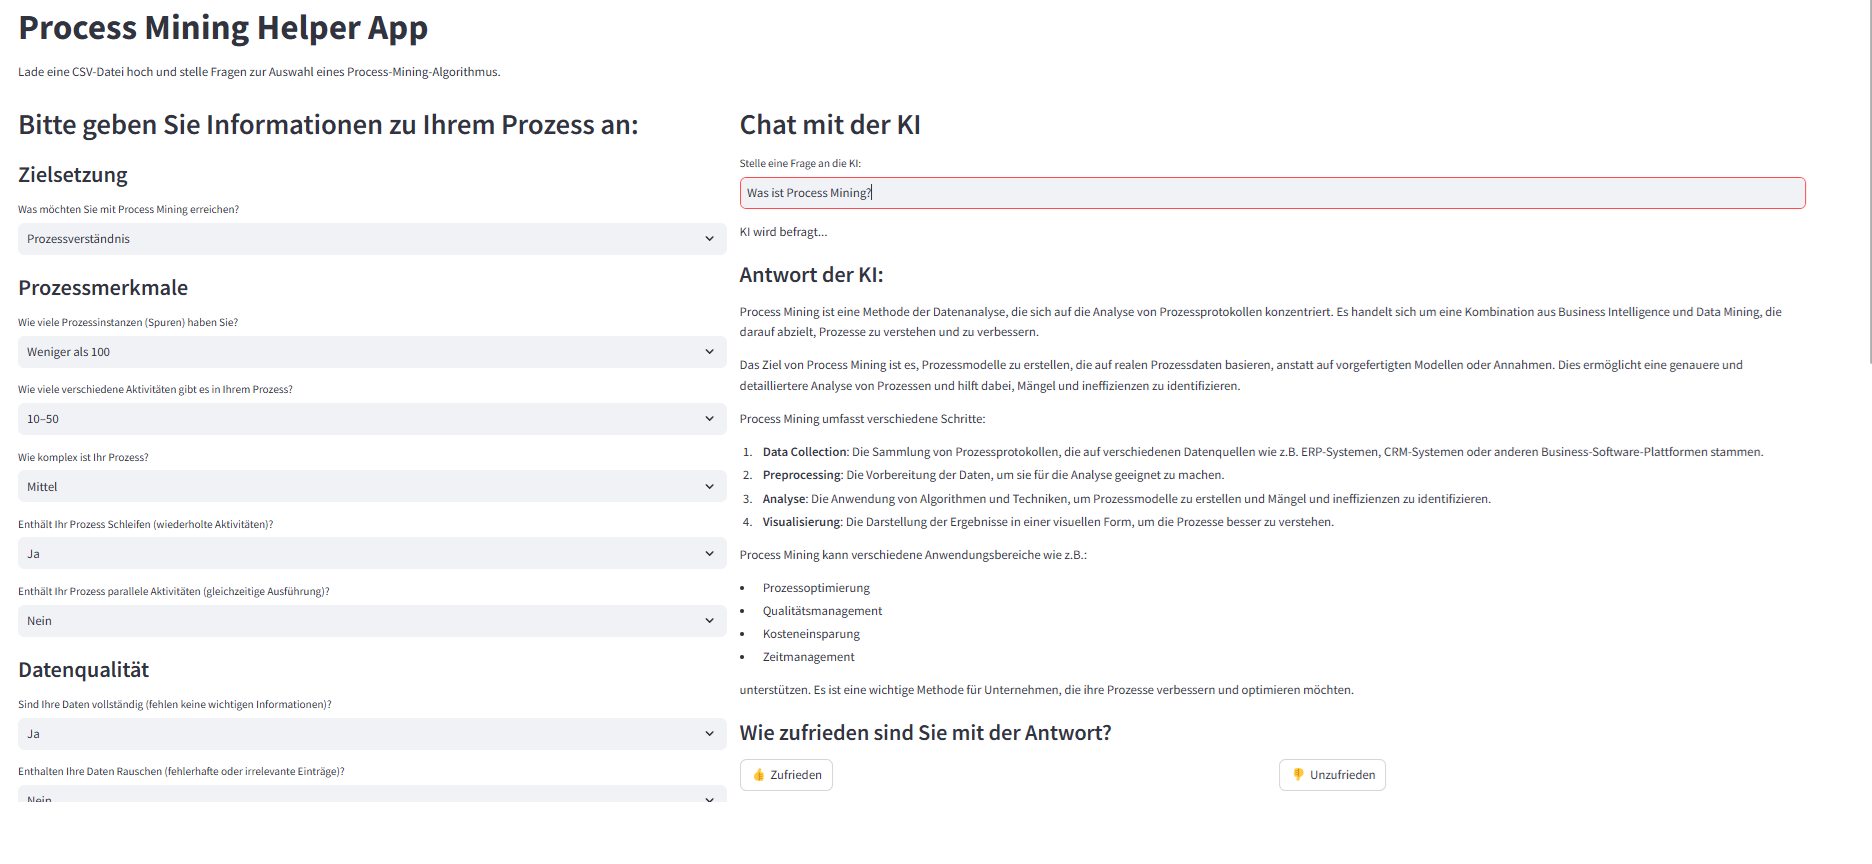 Process Mining Helper App
Lade eine CSV-Datei hoch und stelle Fragen zur Auswahl eines Process-Mining-Algorithmus.
Bitte geben Sie Informationen zu Ihrem Prozess an:
Zielsetzung
Was möchten Sie mit Process Mining erreichen?
Prozessverständnis
Prozessmerkmale
Wie viele Prozessinstanzen (Spuren) haben Sie?
Weniger als 100
Wie viele verschiedene Aktivitäten gibt es in Ihrem Prozess?
10–50
Wie komplex ist Ihr Prozess?
Mittel
Enthält Ihr Prozess Schleifen (wiederholte Aktivitäten)?
Ja
Enthält Ihr Prozess parallele Aktivitäten (gleichzeitige Ausführung)?
Nein
Datenqualität
Sind Ihre Daten vollständig (fehlen keine wichtigen Informationen)?
Ja
Enthalten Ihre Daten Rauschen (fehlerhafte oder irrelevante Einträge)?
Nein
Chat mit der KI
Stelle eine Frage an die KI:
Was ist Process Mining?
KI wird befragt...
Antwort der KI:
Process Mining ist eine Methode der Datenanalyse, die sich auf die Analyse von Prozessprotokollen konzentriert. Es handelt sich um eine Kombination aus Business Intelligence und Data Mining, die
darauf abzielt, Prozesse zu verstehen und zu verbessern.
Das Ziel von Process Mining ist es, Prozessmodelle zu erstellen, die auf realen Prozessdaten basieren, anstatt auf vorgefertigten Modellen oder Annahmen. Dies ermöglicht eine genauere und
detailliertere Analyse von Prozessen und hilft dabei, Mängel und ineffizienzen zu identifizieren.
Process Mining umfasst verschiedene Schritte:
1. Data Collection: Die Sammlung von Prozessprotokollen, die auf verschiedenen Datenquellen wie z.B. ERP-Systemen, CRM-Systemen oder anderen Business-Software-Plattformen stammen.
2. Preprocessing: Die Vorbereitung der Daten, um sie für die Analyse geeignet zu machen.
3. Analyse: Die Anwendung von Algorithmen und Techniken, um Prozessmodelle zu erstellen und Mängel und ineffizienzen zu identifizieren.
4. Visualisierung: Die Darstellung der Ergebnisse in einer visuellen Form, um die Prozesse besser zu verstehen.
Process Mining kann verschiedene Anwendungsbereiche wie z.B.:
• Prozessoptimierung
• Qualitätsmanagement
• Kosteneinsparung
• Zeitmanagement
unterstützen. Es ist eine wichtige Methode für Unternehmen, die ihre Prozesse verbessern und optimieren möchten.
Wie zufrieden sind Sie mit der Antwort?
👍 Zufrieden
👎 Unzufrieden